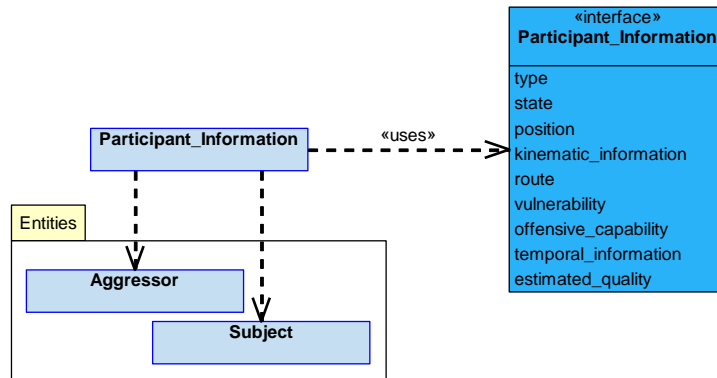 «interface»
Participant_Information
type
state
position
kinematic_information
route
vulnerability
offensive_capability
temporal_information
estimated_quality
Participant_Information
«uses»
Entities
Aggressor
Subject